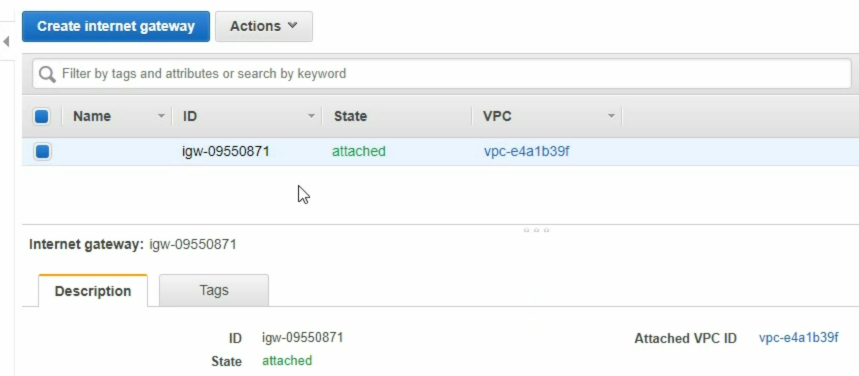 Create internet gateway Actions
Filter by tags and attributes or search by keyword
Name ID State VPC
igw-09550871 attached vpc-e4a1b39f
Internet gateway: igw-09550871
Description Tags
ID igw-09550871 Attached VPC ID vpc-e4a1b39f
State attached